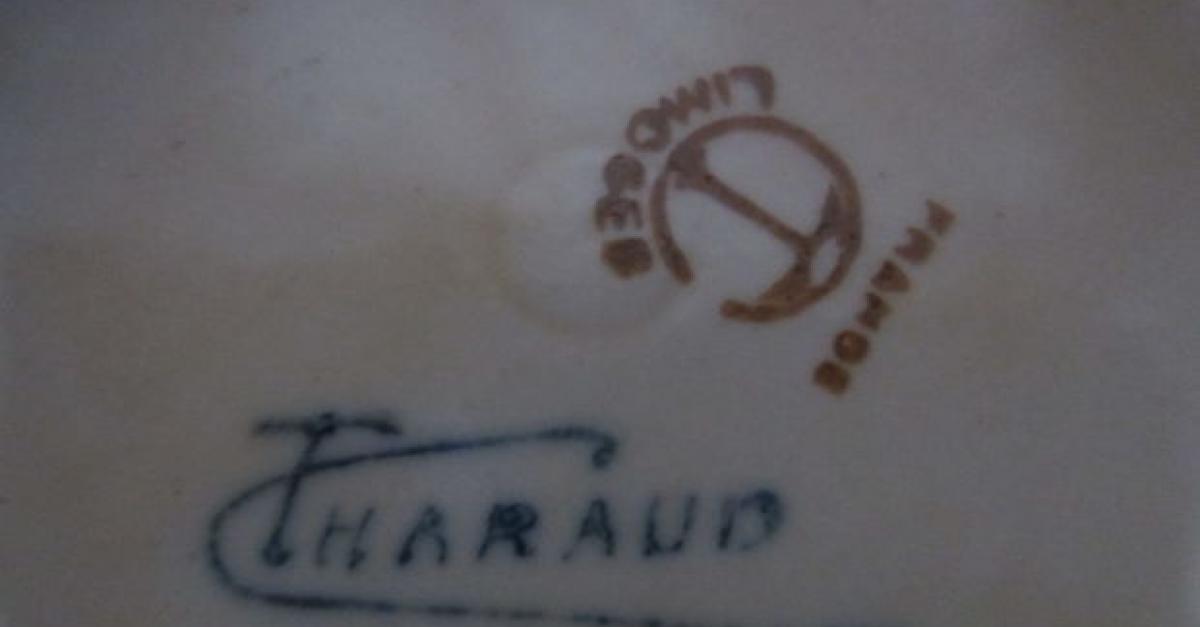 LIMOGES
FRANCE
THARAUD